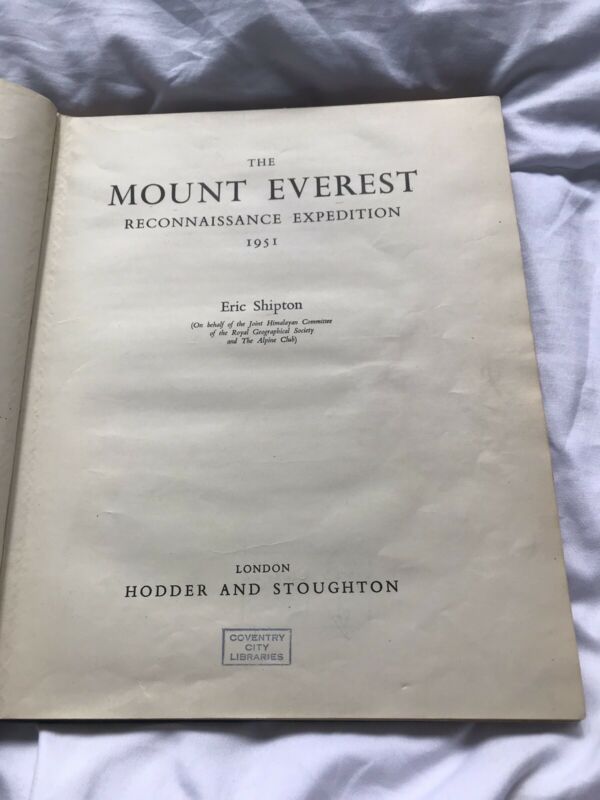 THE
MOUNT EVEREST
RECONNAISSANCE EXPEDITION
1951
Eric Shipton
(On behalf of the Joint Himalayan Committee
of the Royal Geographical Society
and The Alpine Club)
LONDON
HODDER AND STOUGHTON
COVENTRY
CITY
LIBRARIES